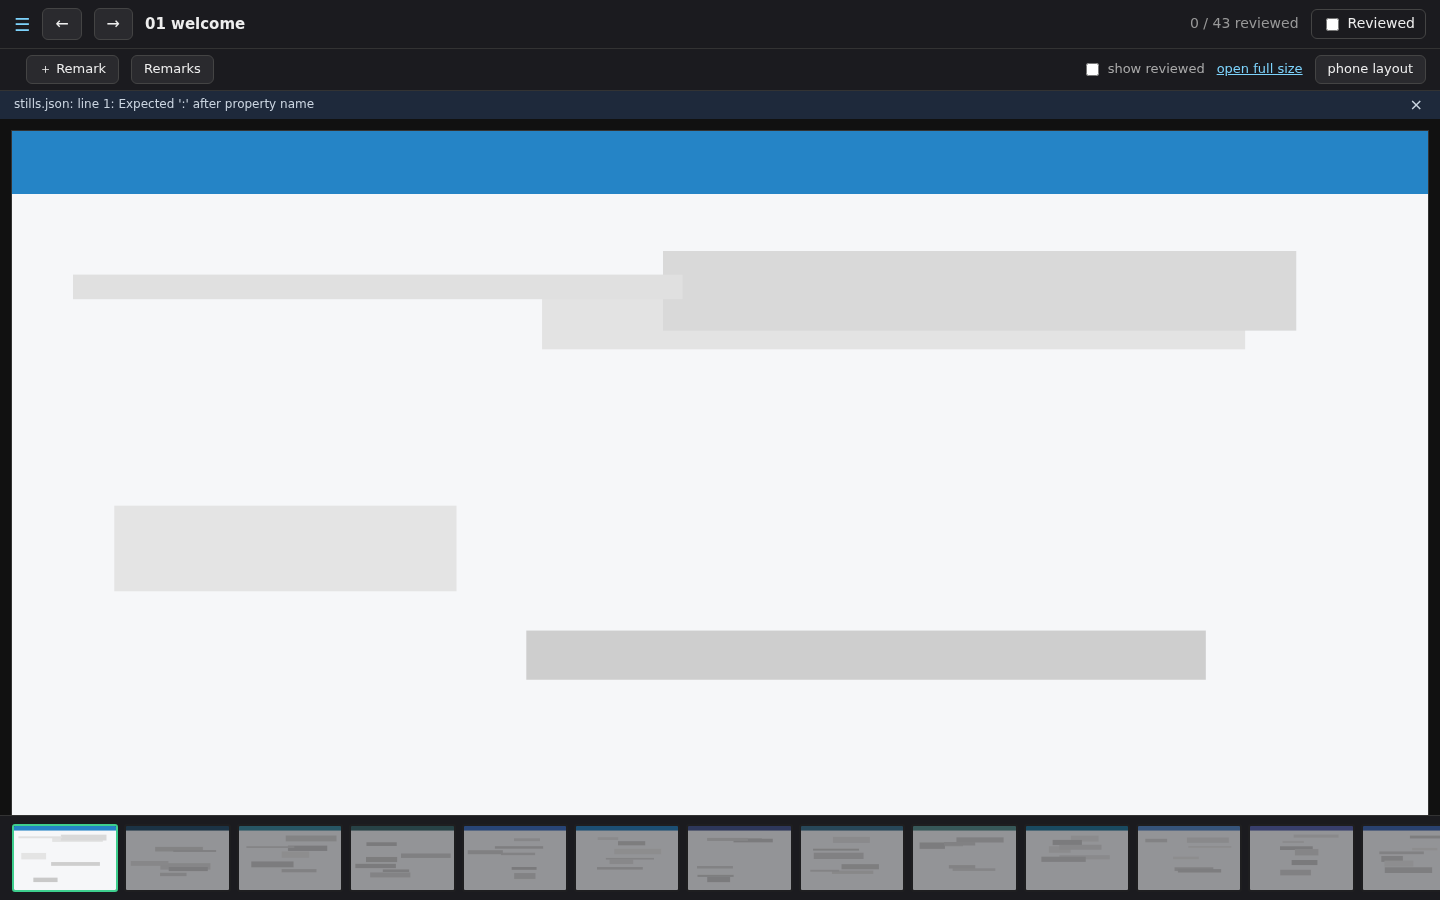 ☰ ← → 01 welcome 0 / 43 reviewed Reviewed
+ Remark Remarks show reviewed open full size phone layout
stills.json: line 1: Expected ':' after property name ×